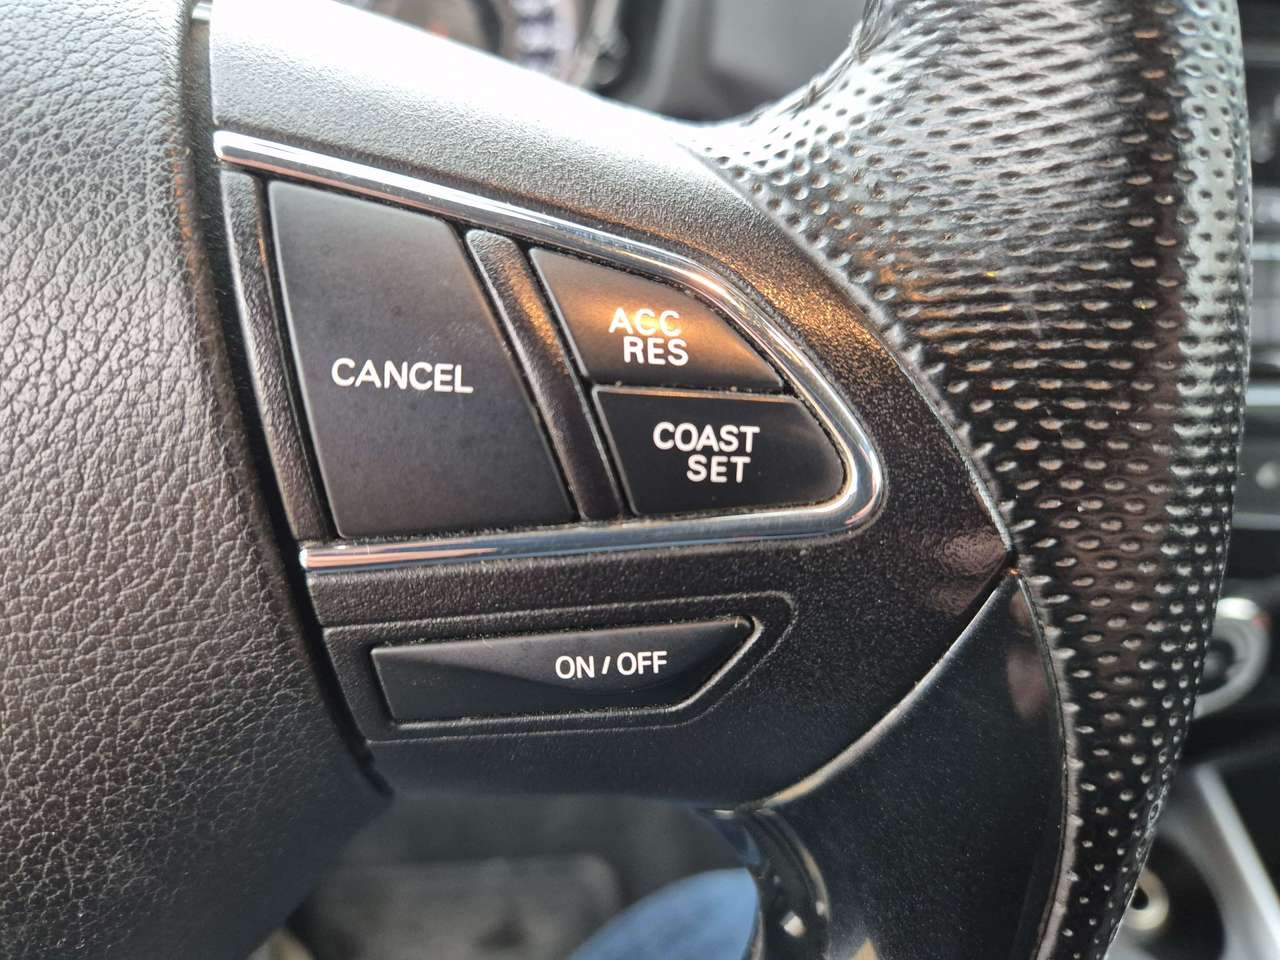 CANCEL
ACC
RES
COAST
SET
ON / OFF